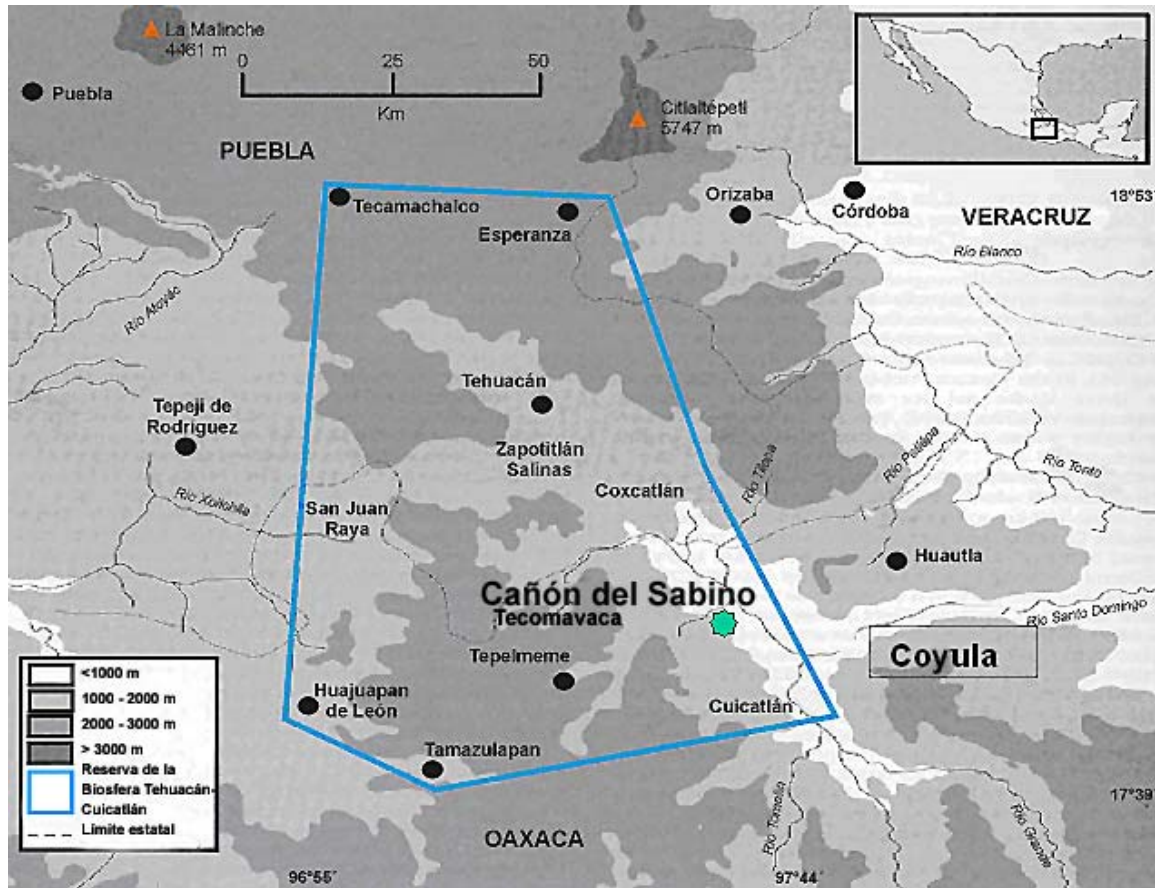 La Malinche
4461 m
0 25 50
Km
Puebla
Citlaltépetl
5747 m
PUEBLA
Tecamachalco
Esperanza
Orizaba
Córdoba
18°53'
VERACRUZ
Río Blanco
Río Atoyác
Tehuacán
Tepeji de
Rodríguez
Zapotitlán
Salinas
Coxcatlán
Río Tilapa
Río Petlápa
Río Tonto
Río Xolichila
San Juan
Raya
Huautla
Cañón del Sabino
Tecomavaca
Río Santo Domingo
Coyula
Tepelmeme
Huajuapan
de León
Cuicatlán
Tamazulapan
<1000 m
1000 - 2000 m
2000 - 3000 m
> 3000 m
Reserva de la
Biosfera Tehuacán-
Cuicatlán
Límite estatal
OAXACA
Río Tomellín
Río Grande
17°39'
96°55´
97°44´